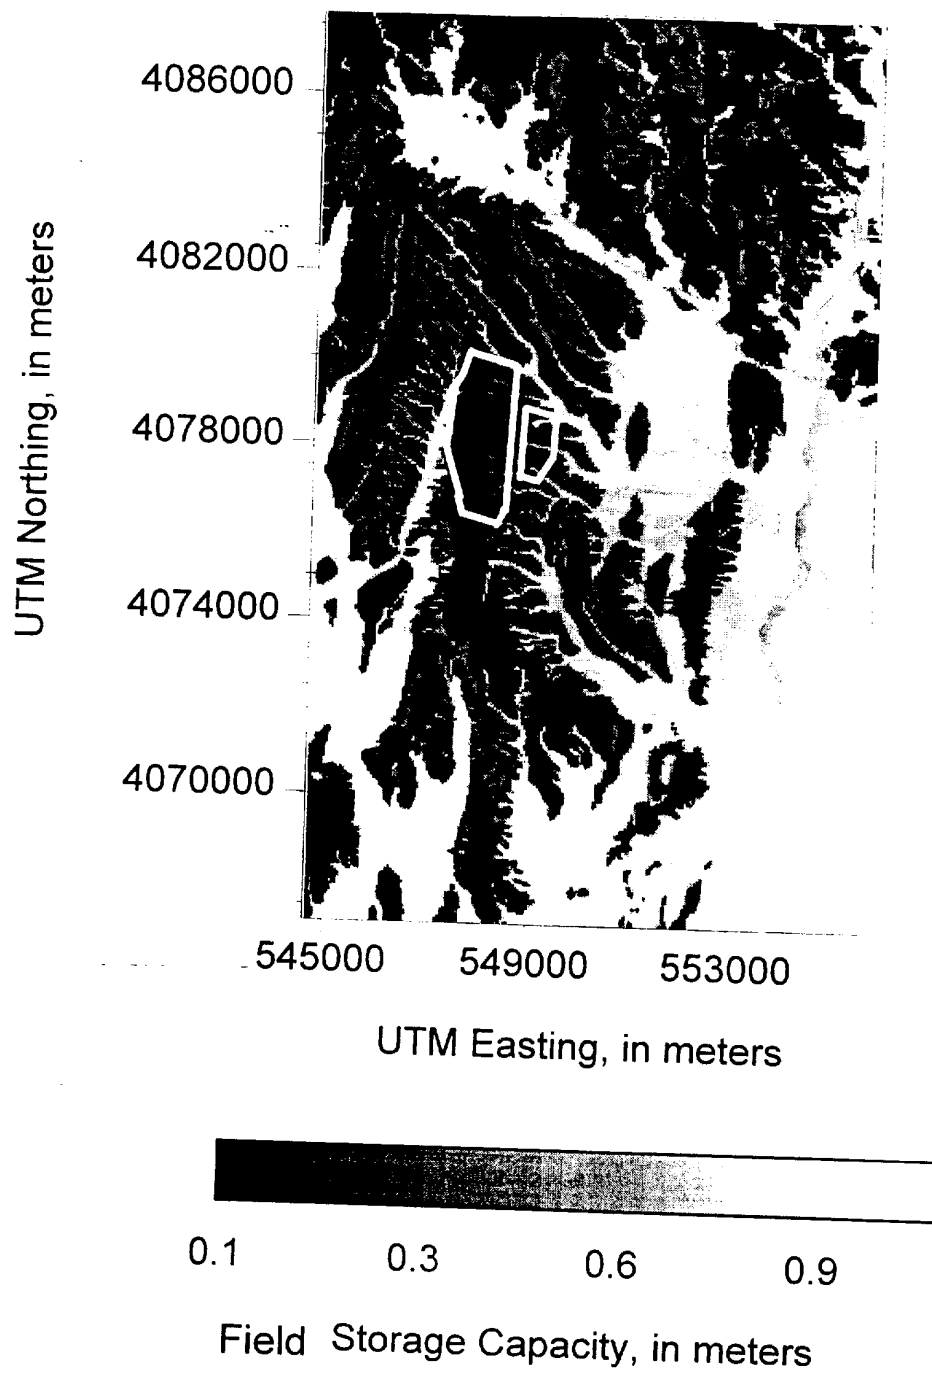 4086000
4082000
4078000
4074000
4070000
UTM Northing, in meters
545000 549000 553000
UTM Easting, in meters
0.1 0.3 0.6 0.9
Field Storage Capacity, in meters